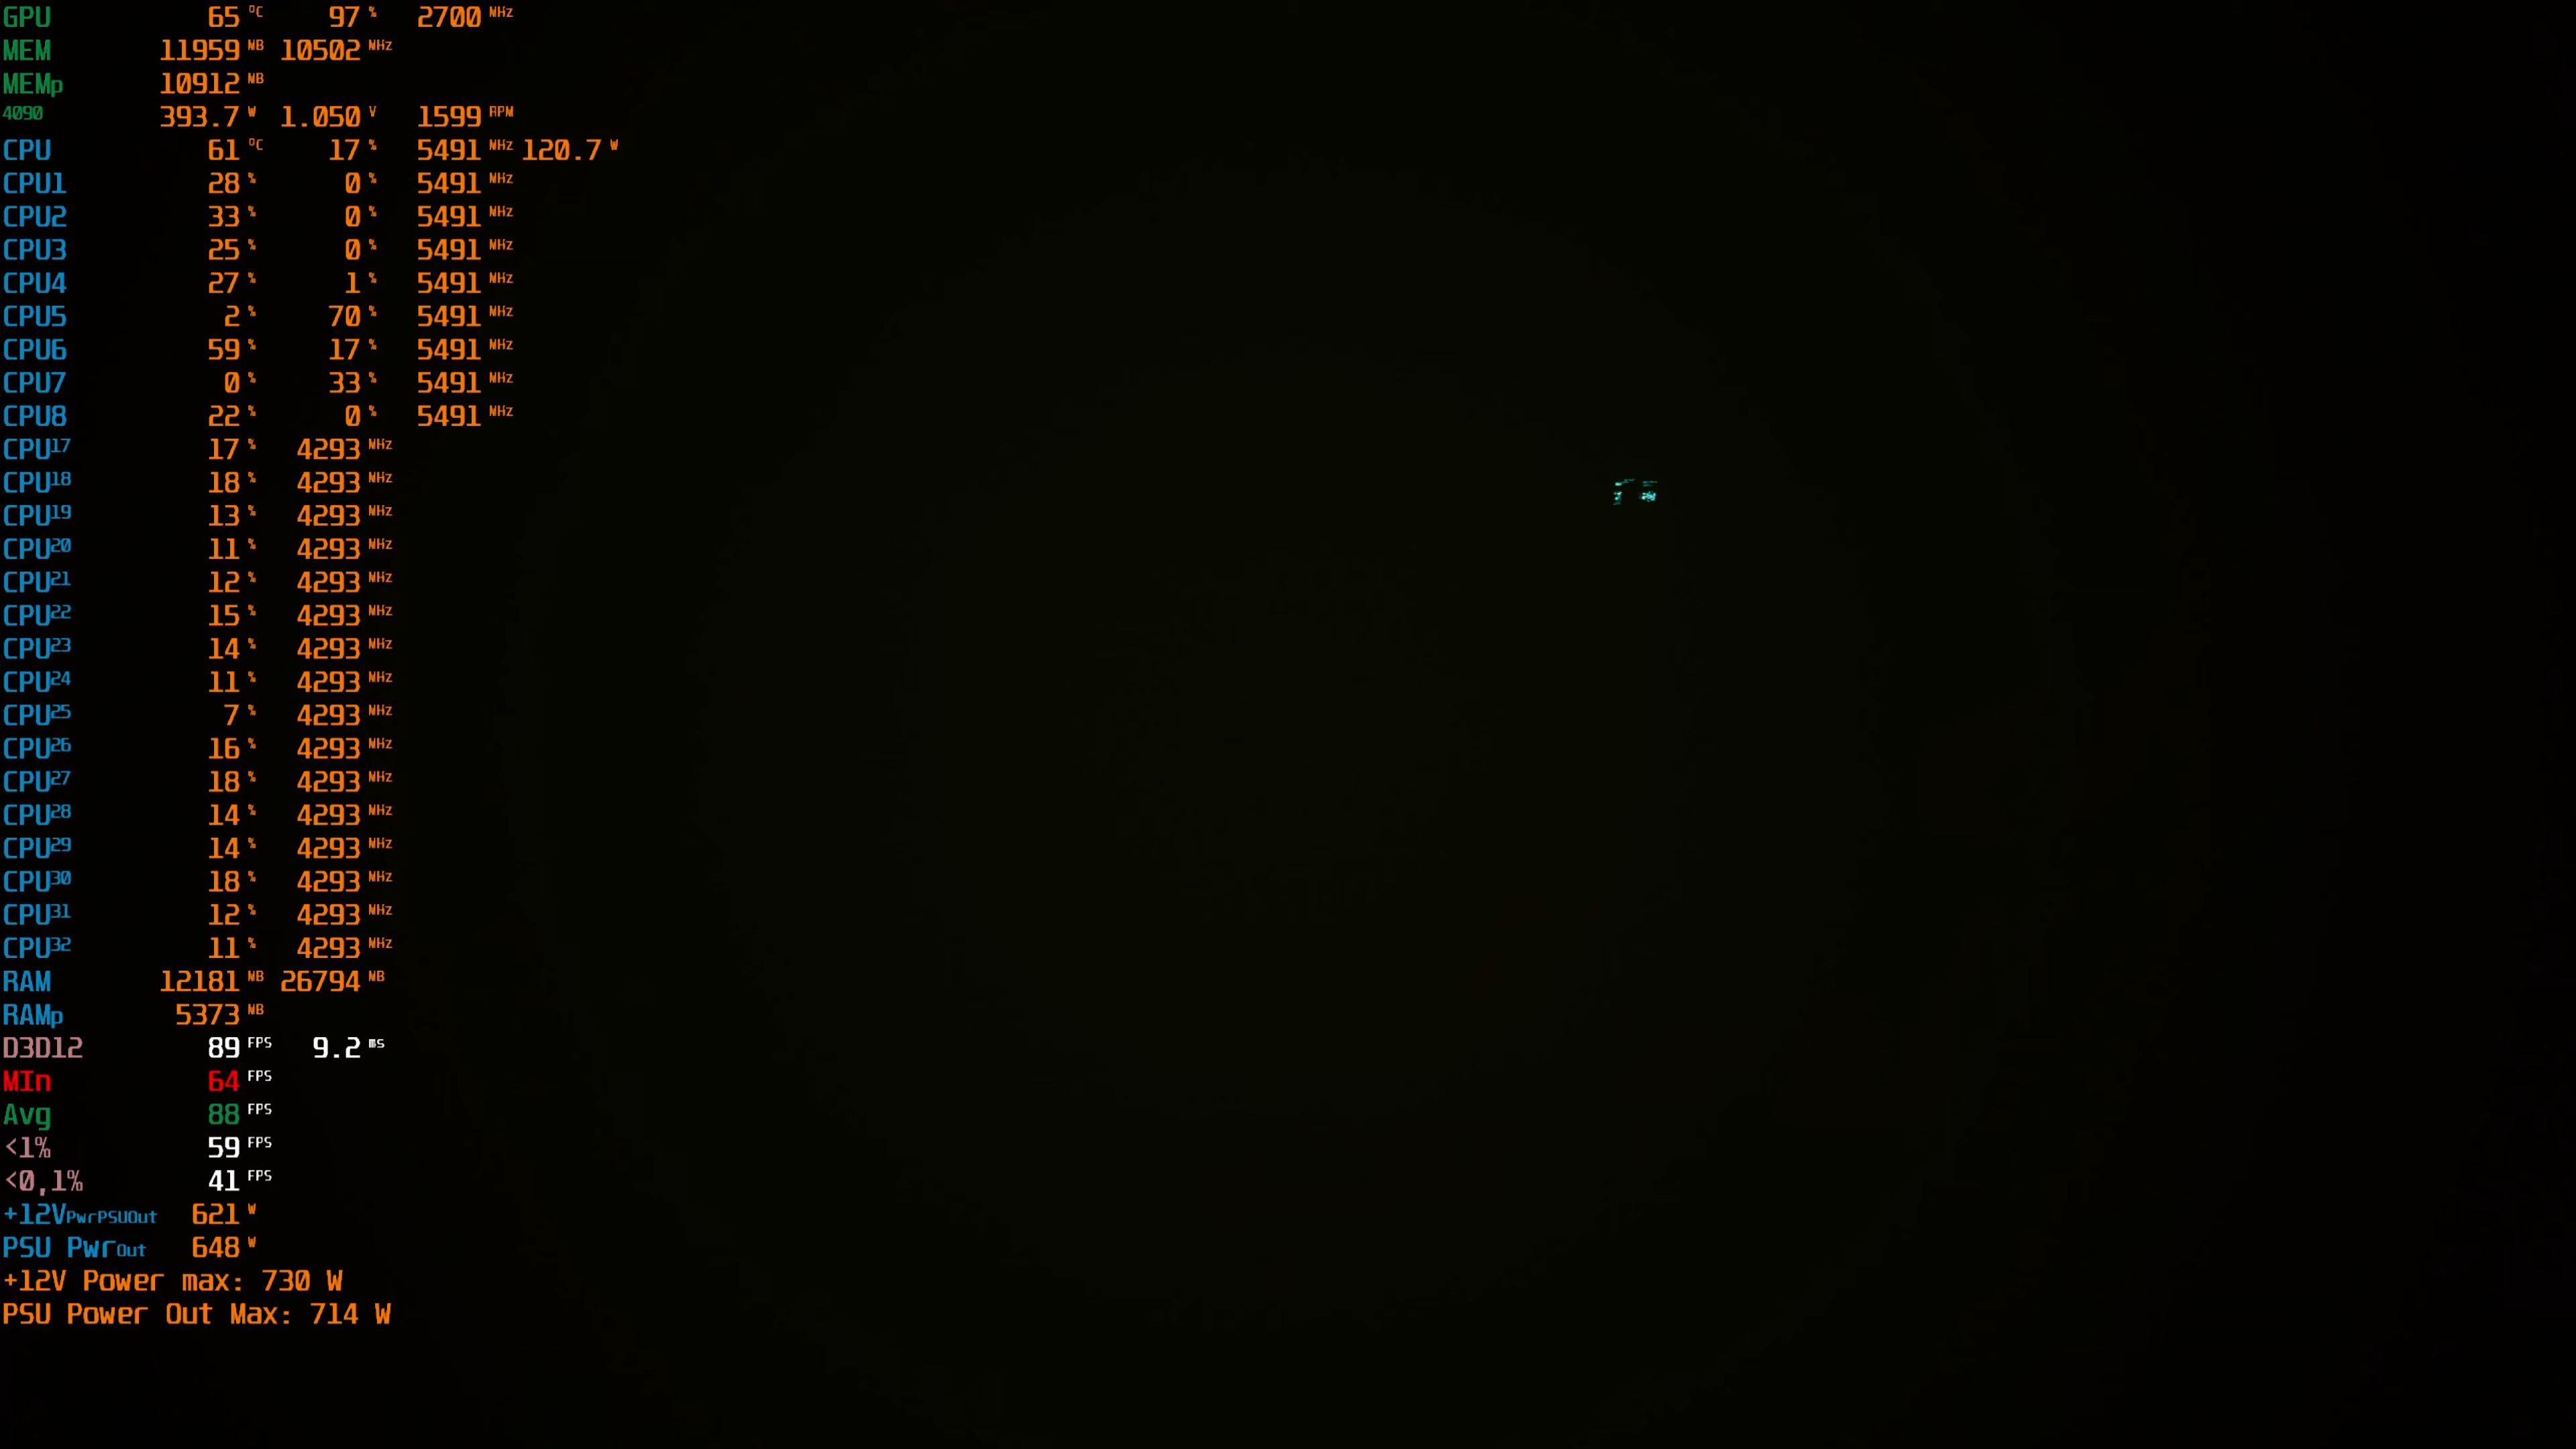 GPU 65 °C 97 % 2700 MHz
MEM 11959 MB 10502 MHz
MEMp 10912 MB
4090 393.7 W 1.050 V 1599 RPM
CPU 61 °C 17 % 5491 MHz 120.7 W
CPU1 28 % 0 % 5491 MHz
CPU2 33 % 0 % 5491 MHz
CPU3 25 % 0 % 5491 MHz
CPU4 27 % 1 % 5491 MHz
CPU5 2 % 70 % 5491 MHz
CPU6 59 % 17 % 5491 MHz
CPU7 0 % 33 % 5491 MHz
CPU8 22 % 0 % 5491 MHz
CPU17 17 % 4293 MHz
CPU18 18 % 4293 MHz
CPU19 13 % 4293 MHz
CPU20 11 % 4293 MHz
CPU21 12 % 4293 MHz
CPU22 15 % 4293 MHz
CPU23 14 % 4293 MHz
CPU24 11 % 4293 MHz
CPU25 7 % 4293 MHz
CPU26 16 % 4293 MHz
CPU27 18 % 4293 MHz
CPU28 14 % 4293 MHz
CPU29 14 % 4293 MHz
CPU30 18 % 4293 MHz
CPU31 12 % 4293 MHz
CPU32 11 % 4293 MHz
RAM 12181 MB 26794 MB
RAMp 5373 MB
D3D12 89 FPS 9.2 ms
MIn 64 FPS
Avg 88 FPS
<1% 59 FPS
<0,1% 41 FPS
+12VPwrPSUOut 621 W
PSU PwrOut 648 W
+12V Power max: 730 W
PSU Power Out Max: 714 W